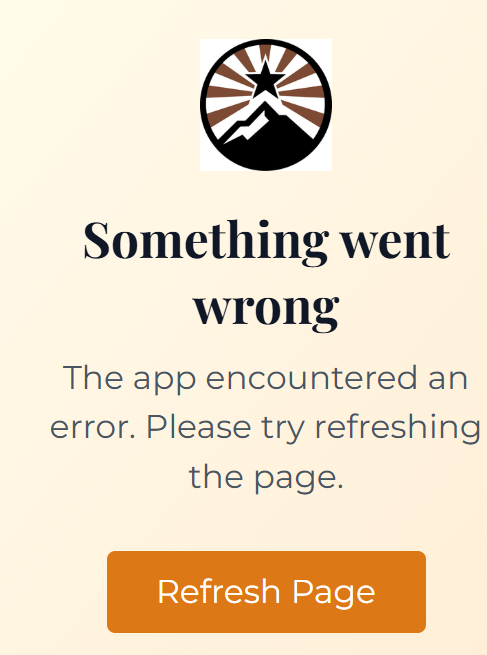 Something went
wrong
The app encountered an
error. Please try refreshing
the page.
Refresh Page